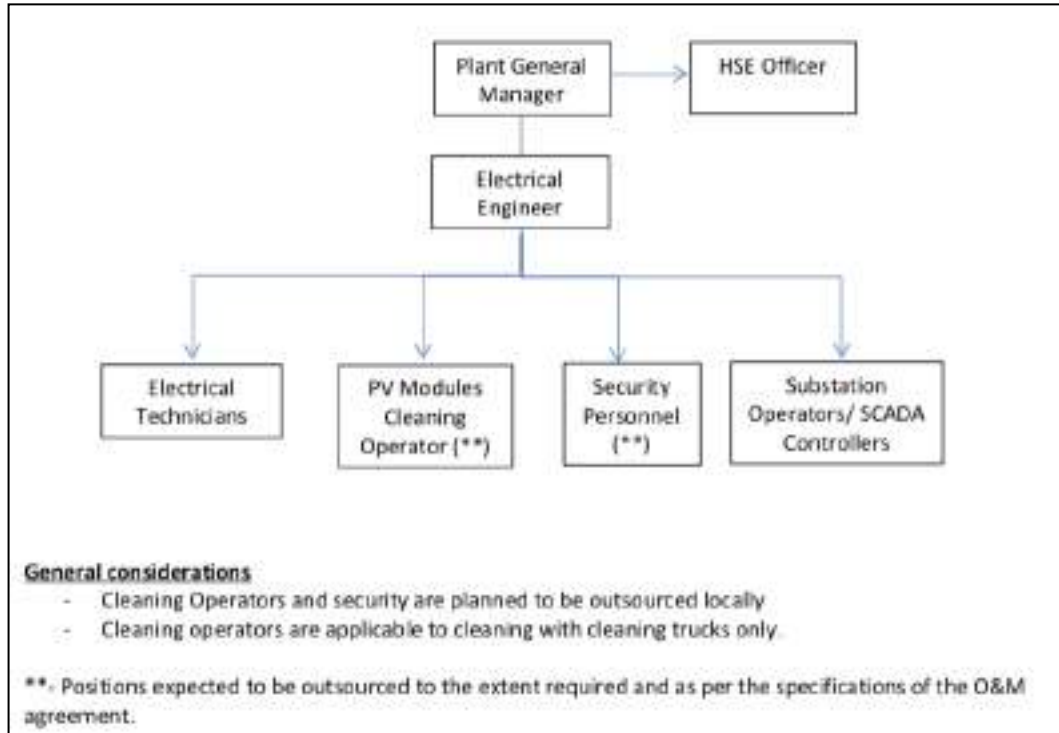 Plant General
Manager
HSE Officer
Electrical
Engineer
Electrical
Technicians
PV Modules
Cleaning
Operator (**)
Security
Personnel
(**)
Substation
Operators/ SCADA
Controllers
General considerations
- Cleaning Operators and security are planned to be outsourced locally
- Cleaning operators are applicable to cleaning with cleaning trucks only.
**- Positions expected to be outsourced to the extent required and as per the specifications of the O&M
agreement.